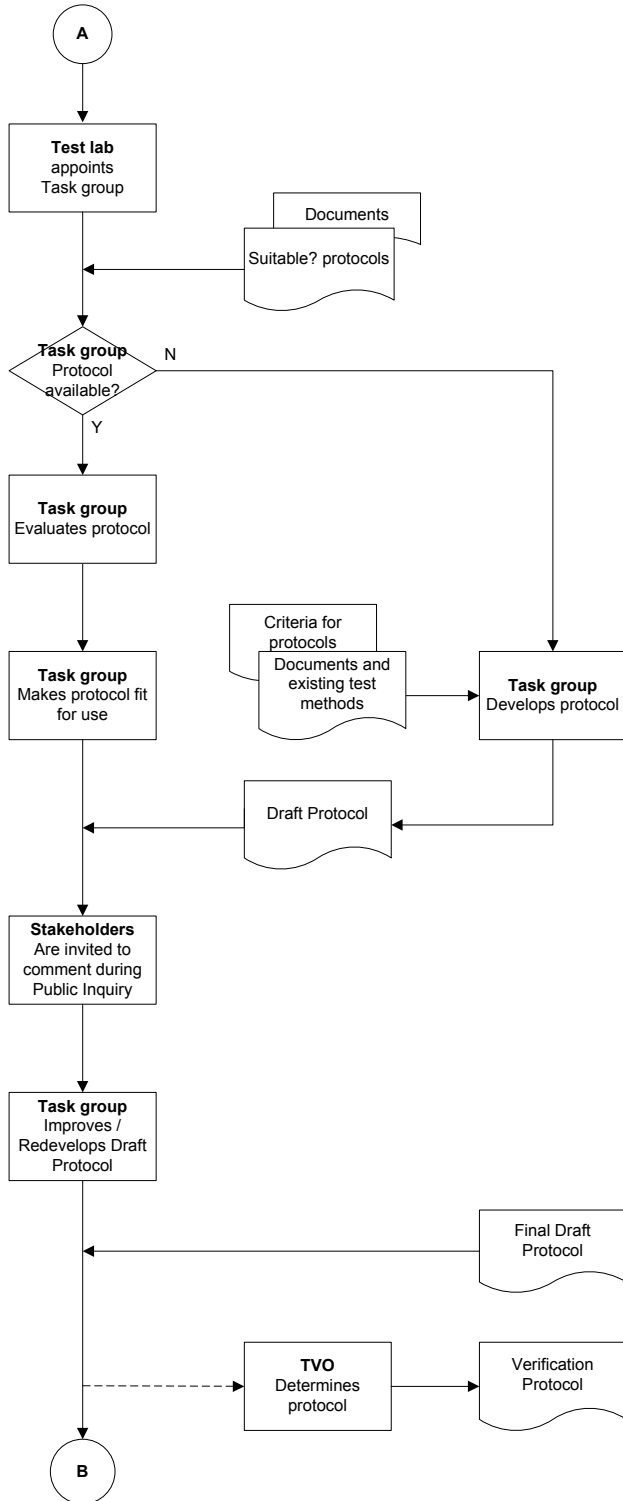 A
Test lab
appoints
Task group
Documents
Suitable? protocols
Task group
Protocol
available?
N
Y
Task group
Evaluates protocol
Criteria for
protocols
Documents and
existing test
methods
Task group
Makes protocol fit
for use
Task group
Develops protocol
Draft Protocol
Stakeholders
Are invited to
comment during
Public Inquiry
Task group
Improves /
Redevelops Draft
Protocol
Final Draft
Protocol
TVO
Determines
protocol
Verification
Protocol
B